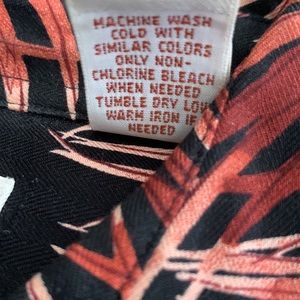 MACHINE WASH
COLD WITH
SIMILAR COLORS
ONLY NON-
CHLORINE BLEACH
WHEN NEEDED
TUMBLE DRY LOW
WARM IRON IF
NEEDED